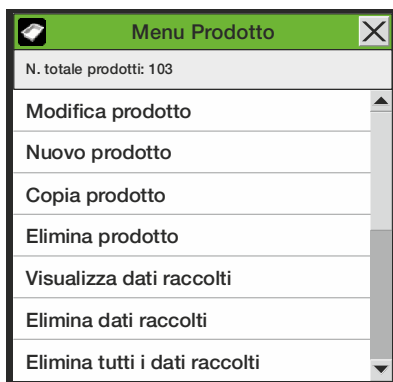 Menu Prodotto
N. totale prodotti: 103
Modifica prodotto
Nuovo prodotto
Copia prodotto
Elimina prodotto
Visualizza dati raccolti
Elimina dati raccolti
Elimina tutti i dati raccolti